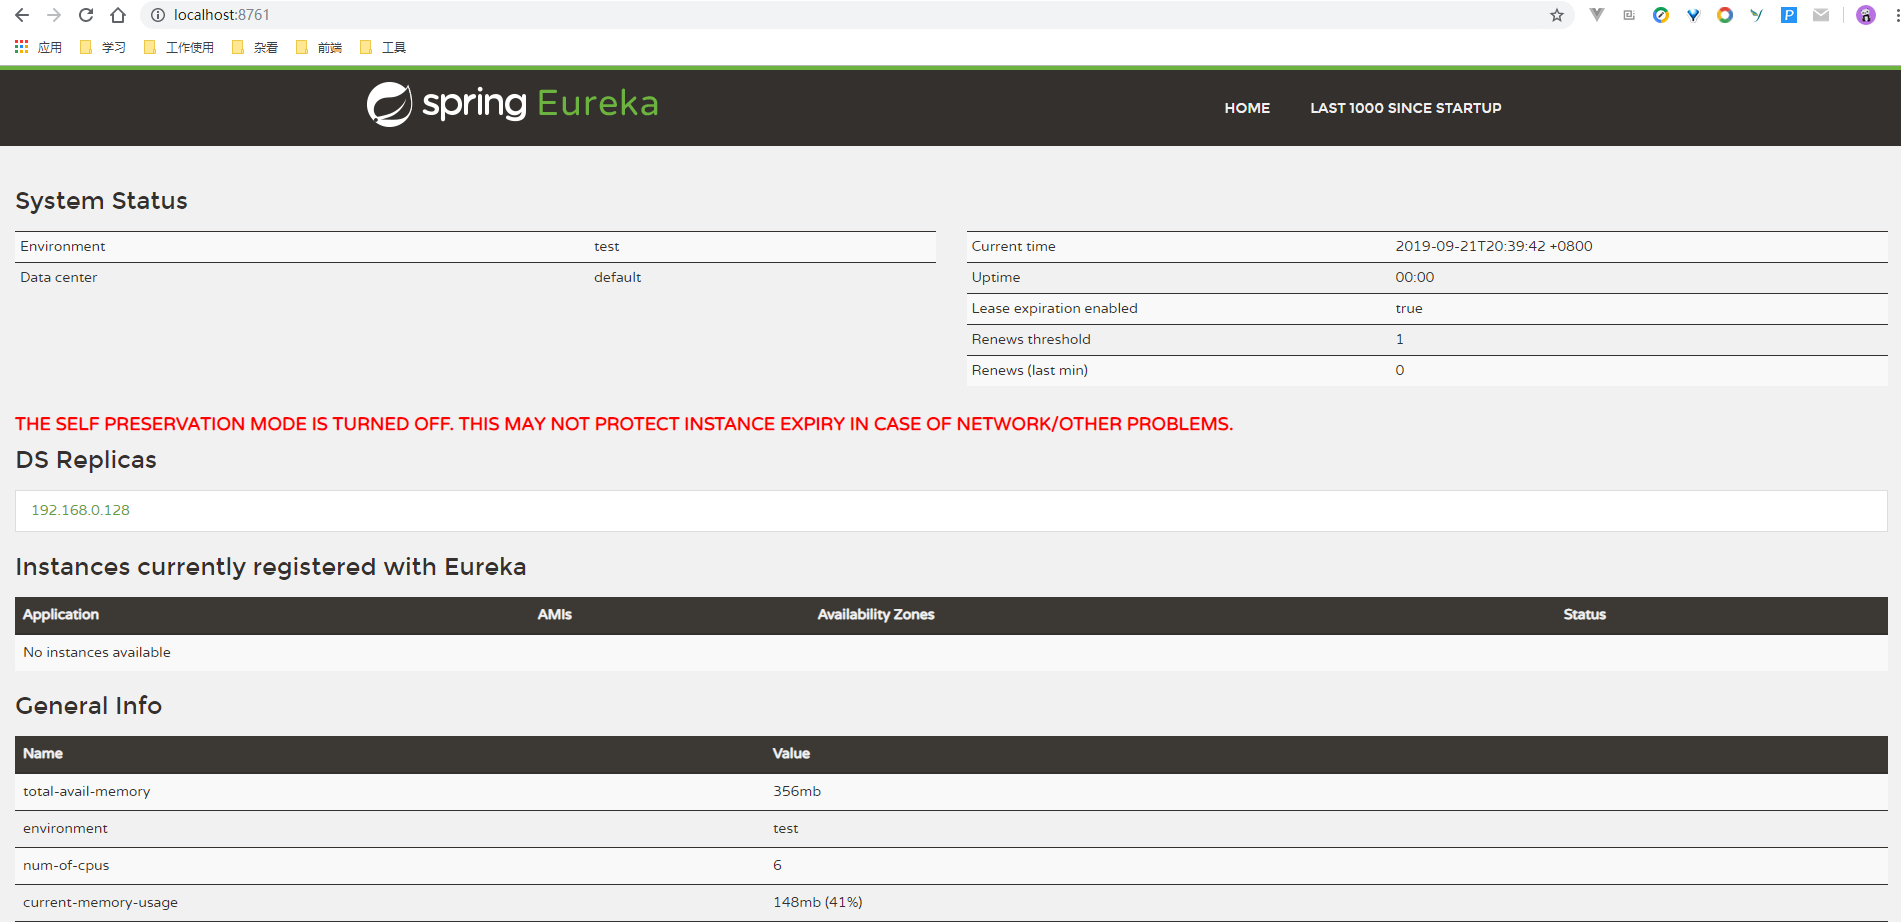 localhost:8761
应用 学习 工作使用 杂看 前端 工具
spring Eureka HOME LAST 1000 SINCE STARTUP
System Status
Environment test
Data center default
Current time 2019-09-21T20:39:42 +0800
Uptime 00:00
Lease expiration enabled true
Renews threshold 1
Renews (last min) 0
THE SELF PRESERVATION MODE IS TURNED OFF. THIS MAY NOT PROTECT INSTANCE EXPIRY IN CASE OF NETWORK/OTHER PROBLEMS.
DS Replicas
192.168.0.128
Instances currently registered with Eureka
Application AMIs Availability Zones Status
No instances available
General Info
Name Value
total-avail-memory 356mb
environment test
num-of-cpus 6
current-memory-usage 148mb (41%)